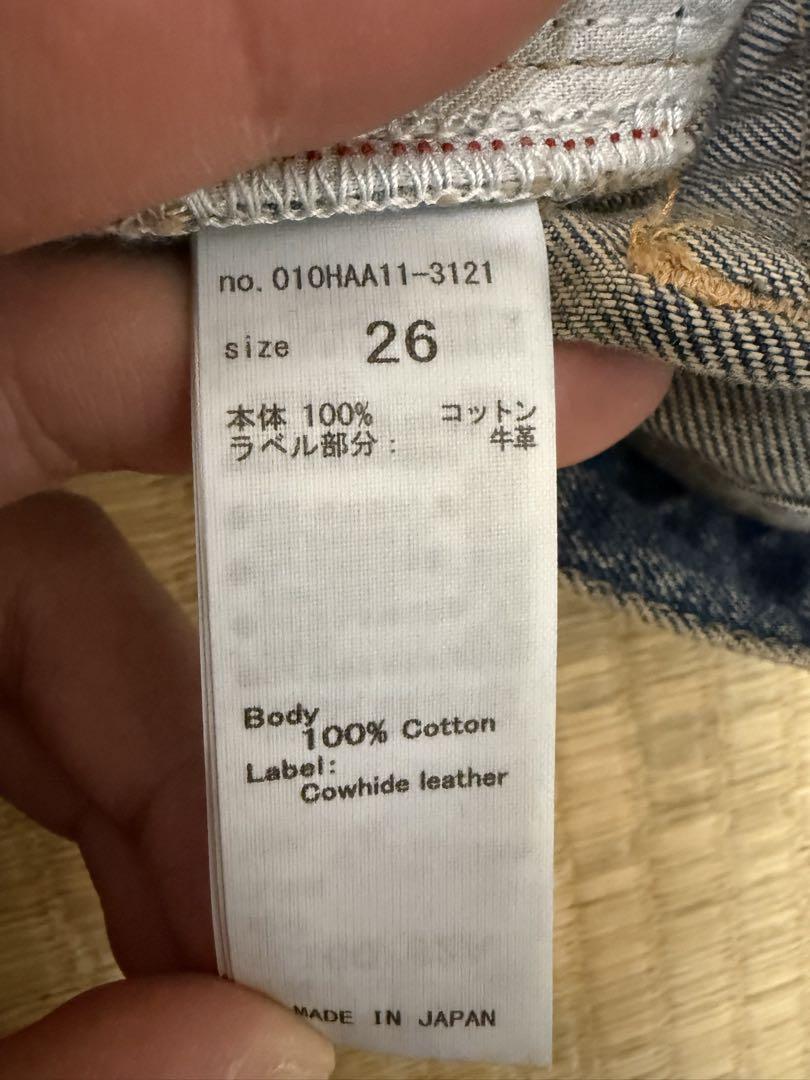 no. 010HAA11-3121
size 26
本体 100% コットン
ラベル部分: 牛革
Body
100% Cotton
Label:
Cowhide leather
MADE IN JAPAN